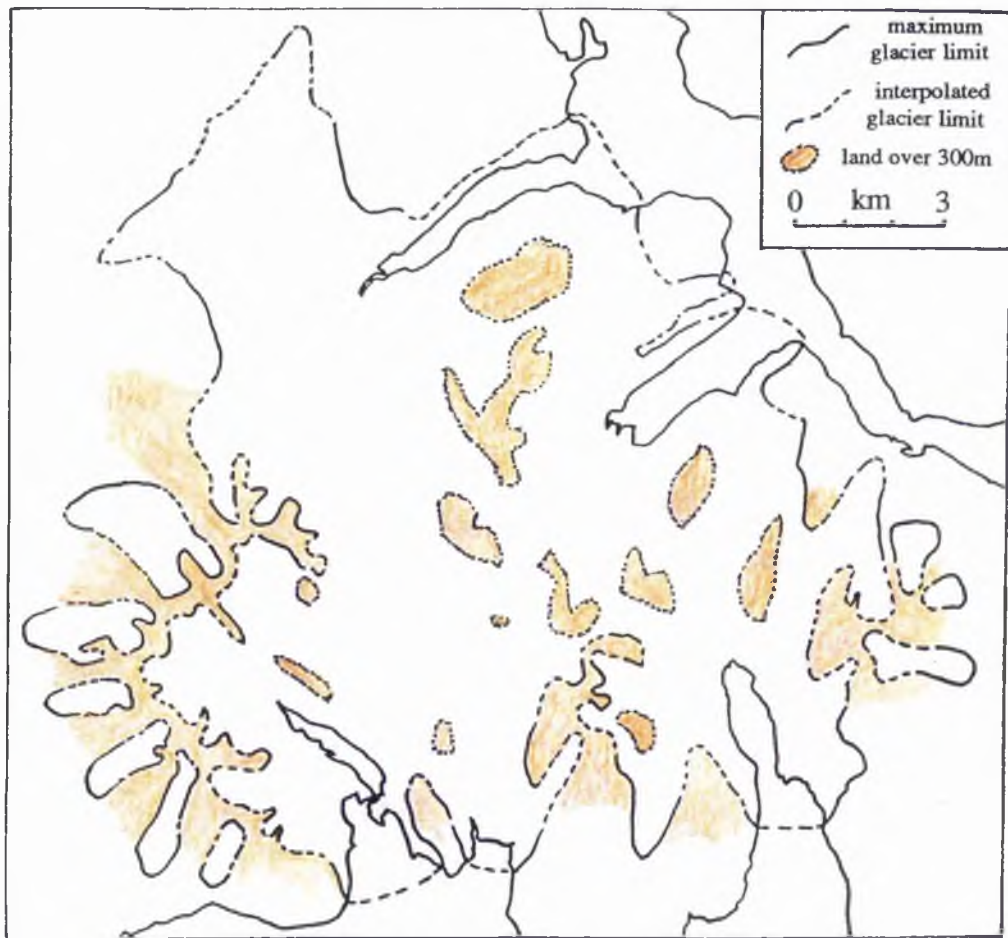 maximum
glacier limit
interpolated
glacier limit
land over 300m
0 km 3